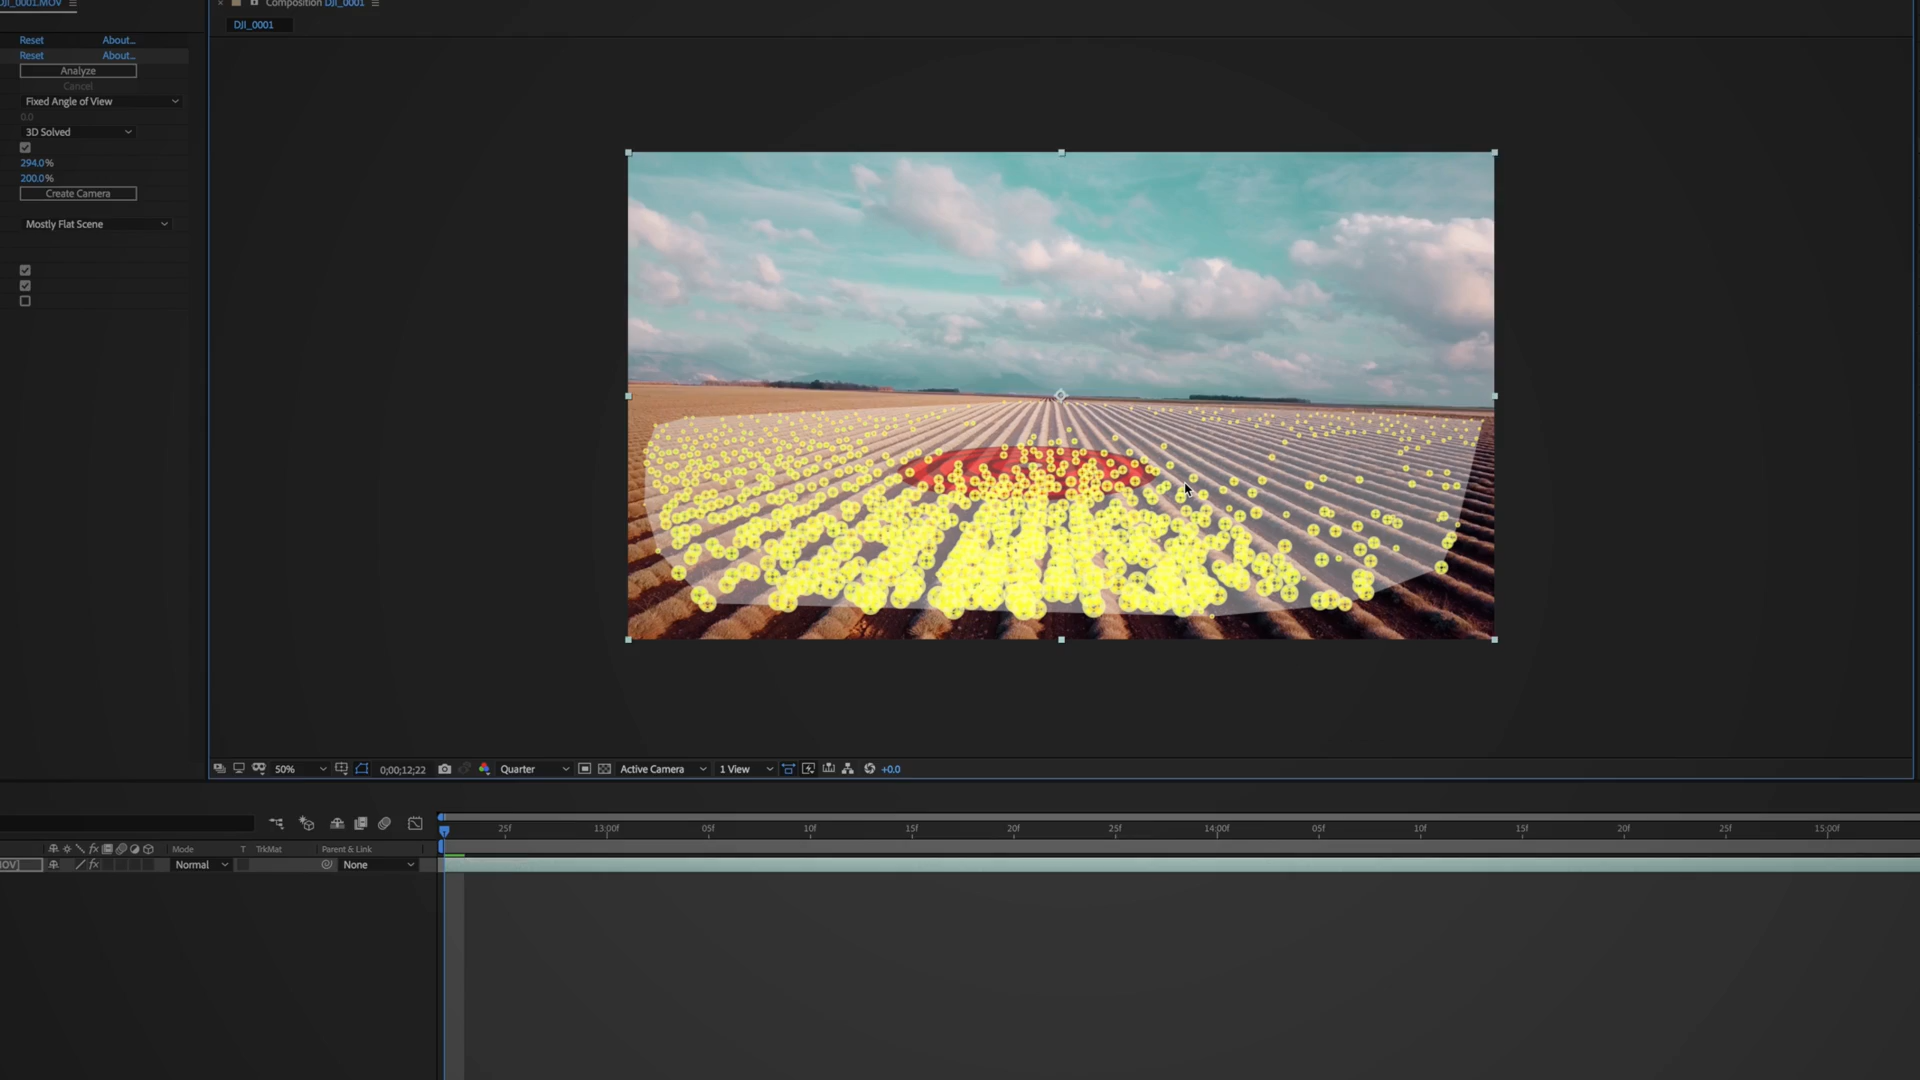 DJI_0001.MOV
Composition DJI_0001
DJI_0001
Reset About...
Reset About...
Analyze
Cancel
Fixed Angle of View
0.0
3D Solved
294.0%
200.0%
Create Camera
Mostly Flat Scene
50% 0;00;12;22 Quarter Active Camera 1 View +0.0
25f 13:00f 05f 10f 15f 20f 25f 14:00f 05f 10f 15f 20f 25f 15:00f
fx Mode T TrkMat Parent & Link
OV] fx Normal None